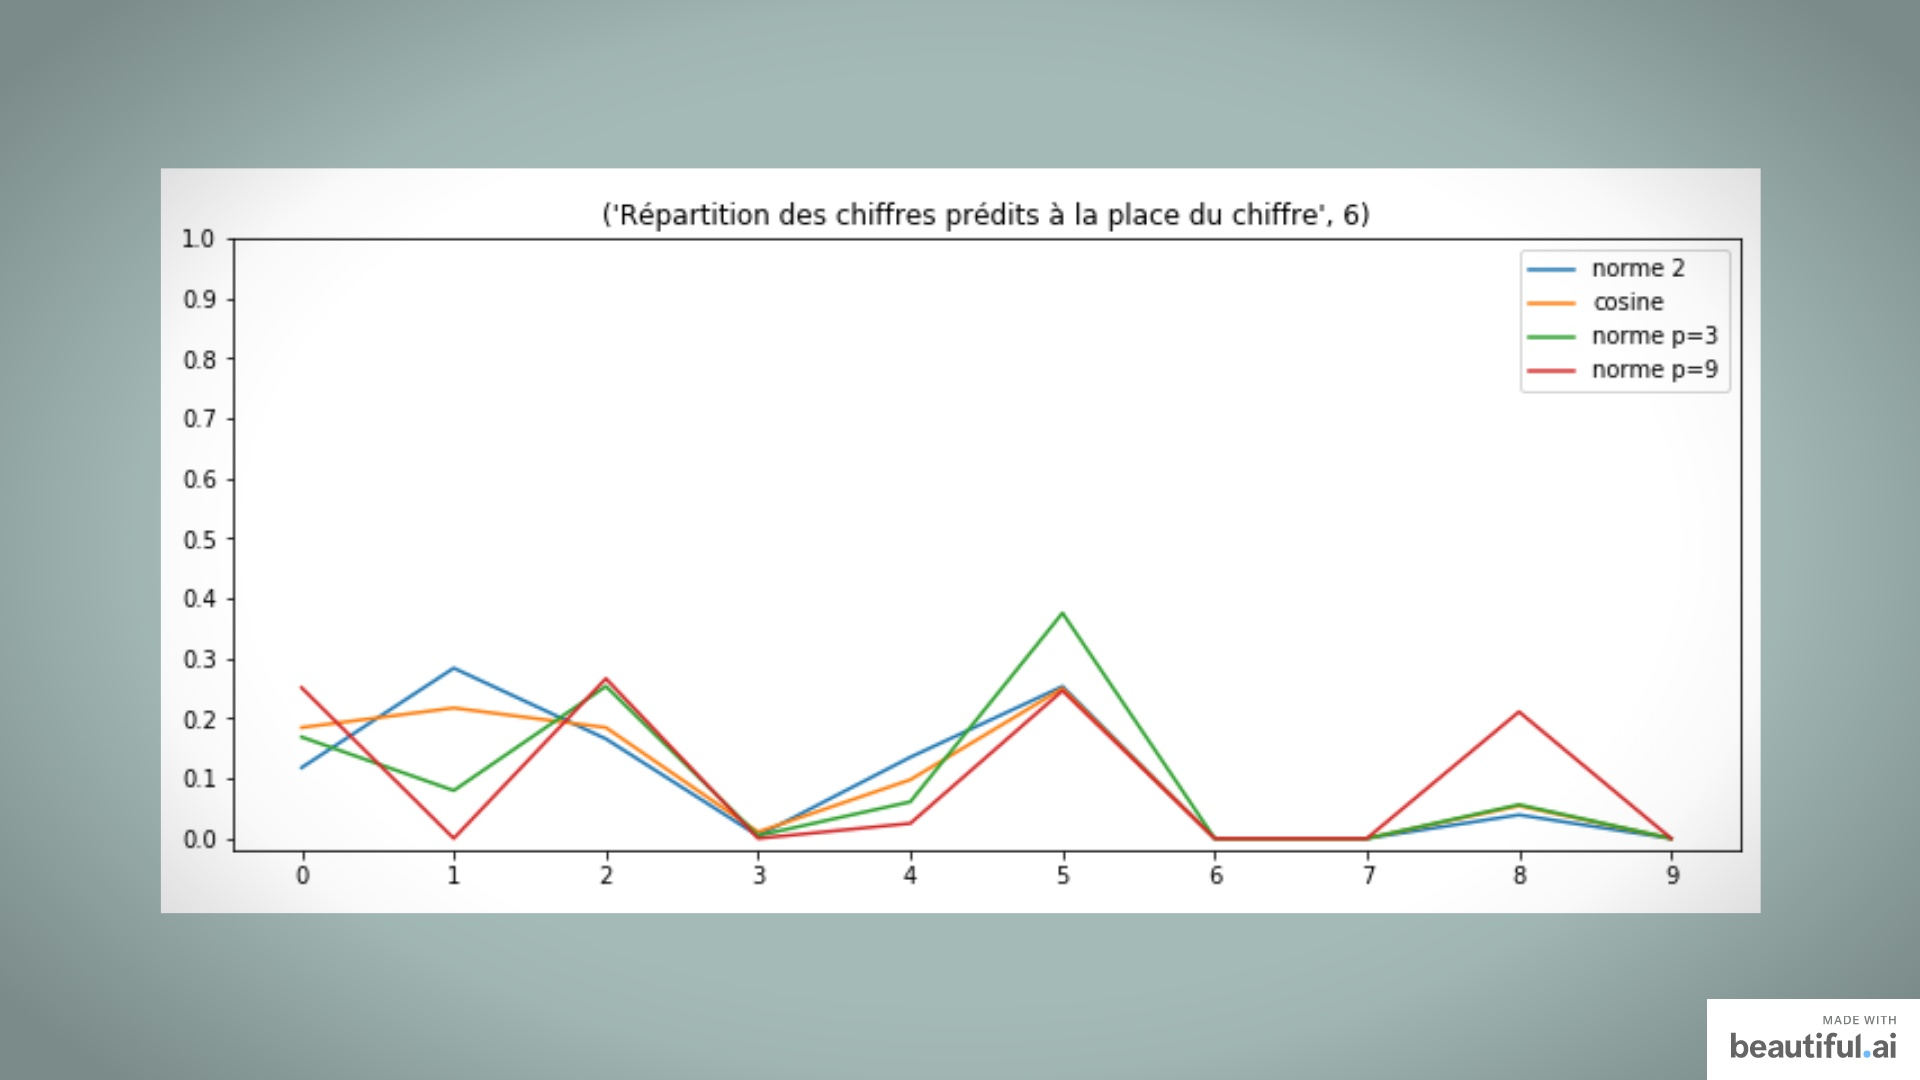 ('Répartition des chiffres prédits à la place du chiffre', 6)
1.0
0.9
0.8
0.7
0.6
0.5
0.4
0.3
0.2
0.1
0.0
norme 2
cosine
norme p=3
norme p=9
0 1 2 3 4 5 6 7 8 9
MADE WITH
beautiful.ai